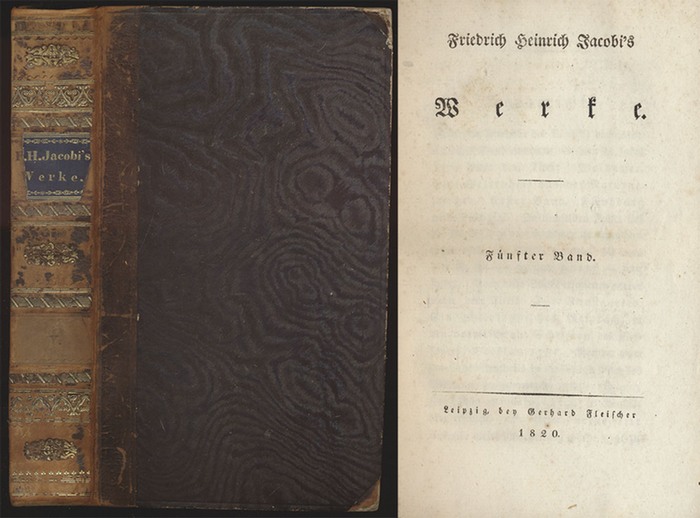 F.H.Jacobi's
Werke.
Friedrich Heinrich Jacobi's
Werke.
Fünfter Band.
Leipzig, bey Gerhard Fleischer
1820.